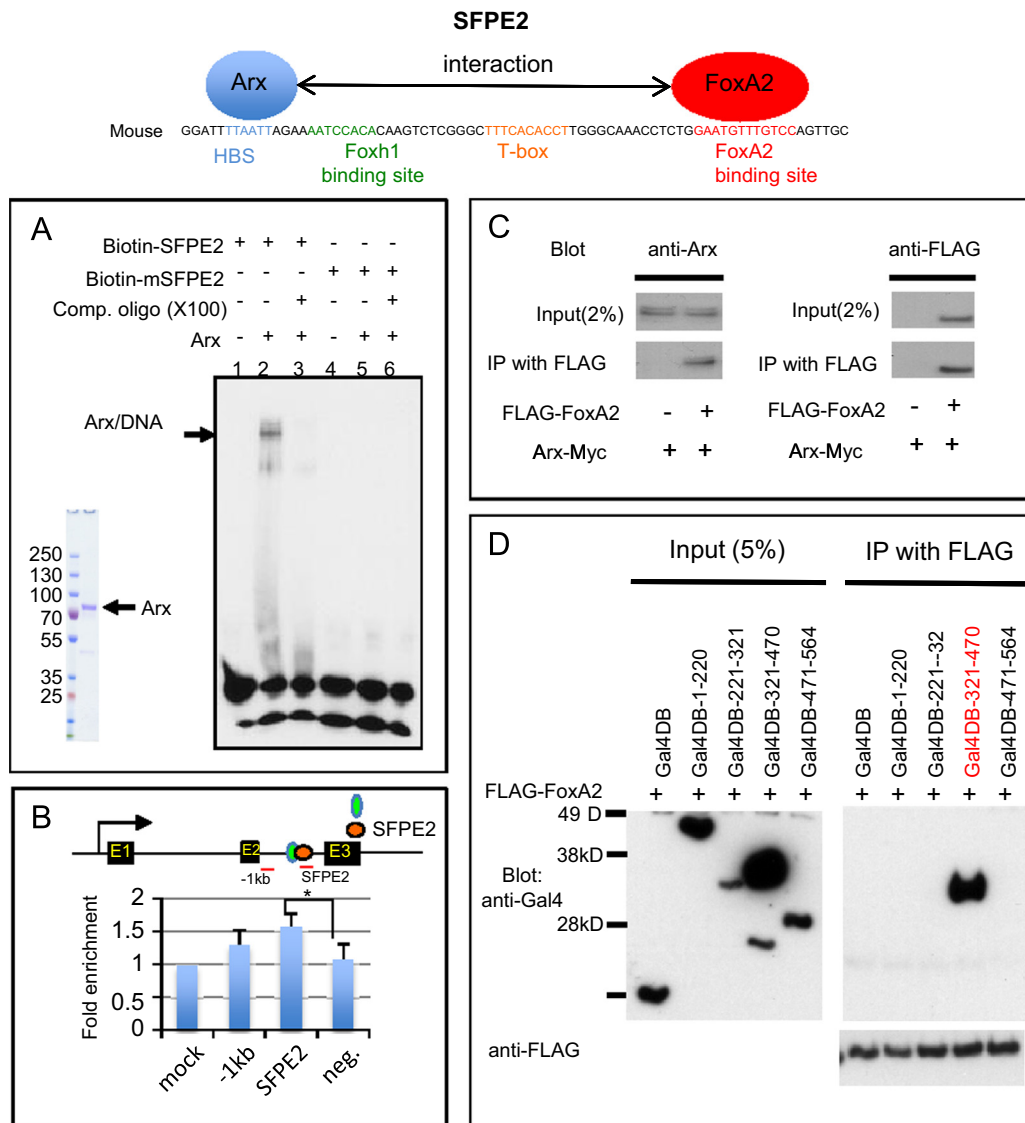 SFPE2
Arx
interaction
FoxA2
Mouse GGATTTTAATTAGAAAATCCACACAAGTCTCGGGCTTTCACACCTTGGGCAAACCTCTGGAATGTTTGTCCAGTTGC
HBS
Foxh1
binding site
T-box
FoxA2
binding site
A
Biotin-SFPE2 + + + - - -
Biotin-mSFPE2 - - - + + +
Comp. oligo (X100) - - + - - +
Arx - + + - + +
1 2 3 4 5 6
Arx/DNA
250
130
100
70
55
35
25
Arx
B
SFPE2
E1
E2
E3
-1kb
SFPE2
*
Fold enrichment
2
1.5
1
0.5
0
mock
-1kb
SFPE2
neg.
C
Blot anti-Arx anti-FLAG
Input(2%) Input(2%)
IP with FLAG IP with FLAG
FLAG-FoxA2 - + FLAG-FoxA2 - +
Arx-Myc + + Arx-Myc + +
D
Input (5%) IP with FLAG
Gal4DB
Gal4DB-1-220
Gal4DB-221-321
Gal4DB-321-470
Gal4DB-471-564
Gal4DB
Gal4DB-1-220
Gal4DB-221--32
Gal4DB-321-470
Gal4DB-471-564
FLAG-FoxA2 + + + + + + + + + +
49 D
38kD
28kD
Blot:
anti-Gal4
anti-FLAG